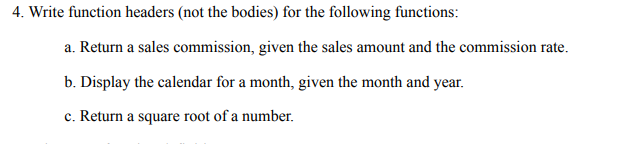 4. Write function headers (not the bodies) for the following functions:
a. Return a sales commission, given the sales amount and the commission rate.
b. Display the calendar for a month, given the month and year.
c. Return a square root of a number.